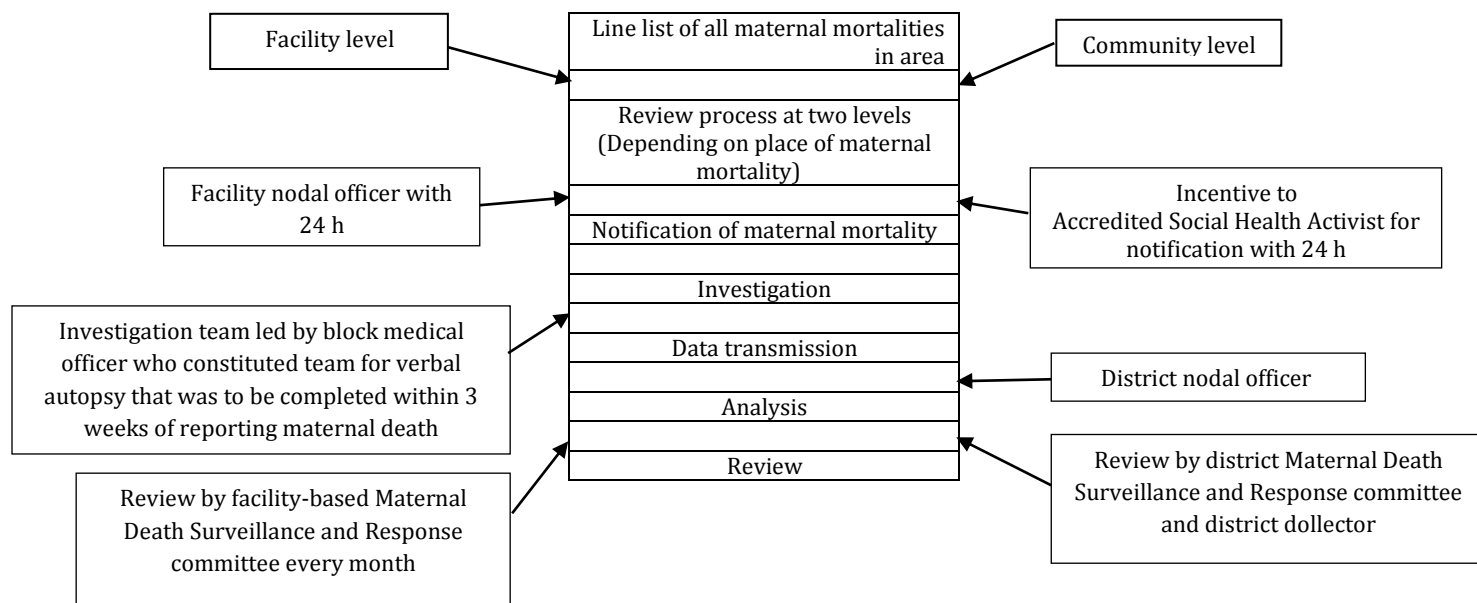 Facility level
Line list of all maternal mortalities
in area
Community level
Review process at two levels
(Depending on place of maternal
mortality)
Facility nodal officer with
24 h
Incentive to
Accredited Social Health Activist for
notification with 24 h
Notification of maternal mortality
Investigation
Investigation team led by block medical
officer who constituted team for verbal
autopsy that was to be completed within 3
weeks of reporting maternal death
Data transmission
District nodal officer
Analysis
Review
Review by facility-based Maternal
Death Surveillance and Response
committee every month
Review by district Maternal Death
Surveillance and Response committee
and district dollector